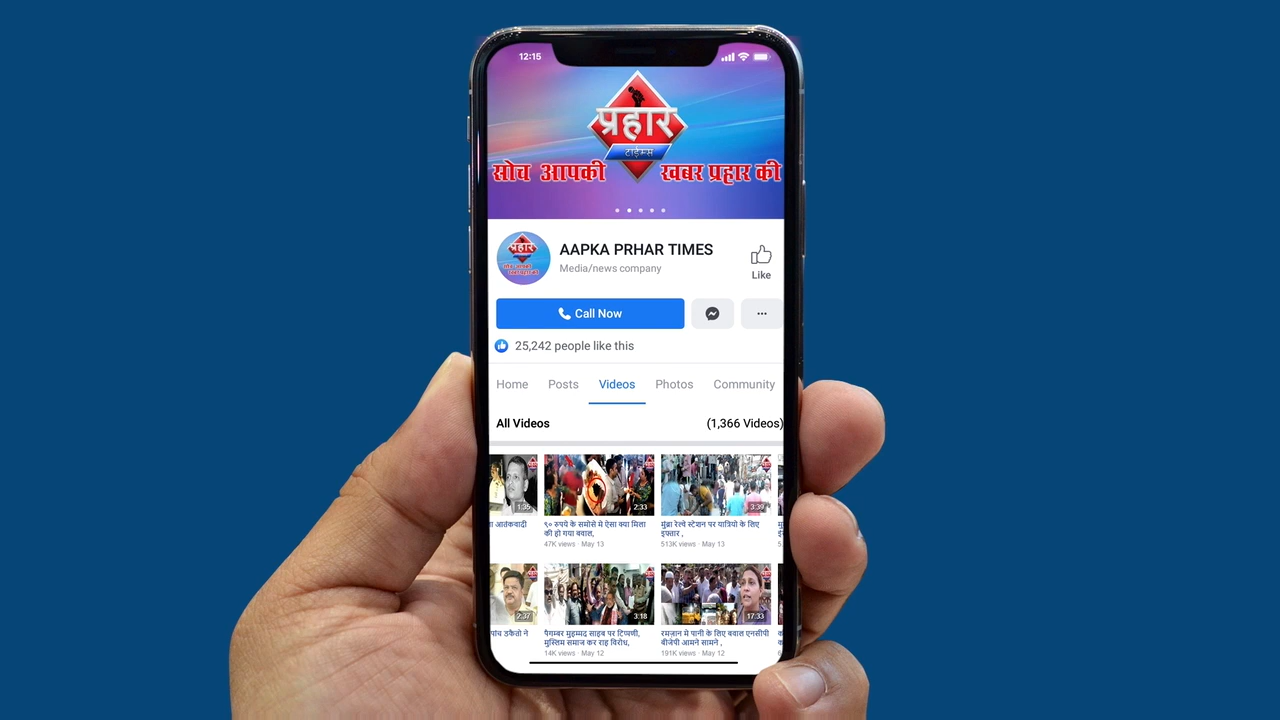 12:15
प्रहार
टाईम्स
सोच आपकी खबर प्रहार की
प्रहार
AAPKA PRHAR TIMES
Media/news company
Like
Call Now
25,242 people like this
Home Posts Videos Photos Community
All Videos (1,366 Videos)
1:35 2:33 3:39
आतंकवादी
९० रुपये के समोसे मे ऐसा क्या मिला
की हो गया बवाल,
47K views · May 13
मुंब्रा रेल्वे स्टेशन पर यात्रियो के लिए
इफ्तार ,
513K views · May 13
2:37 3:18 17:33
पांच डकैतो ने
पैगम्बर मुहम्मद साहब पर टिप्पणी,
मुस्लिम समाज कर राह विरोध,
14K views · May 12
रमज़ान मे पानी के लिए बवाल एनसीपी
बीजेपी आमने सामने ,
191K views · May 12